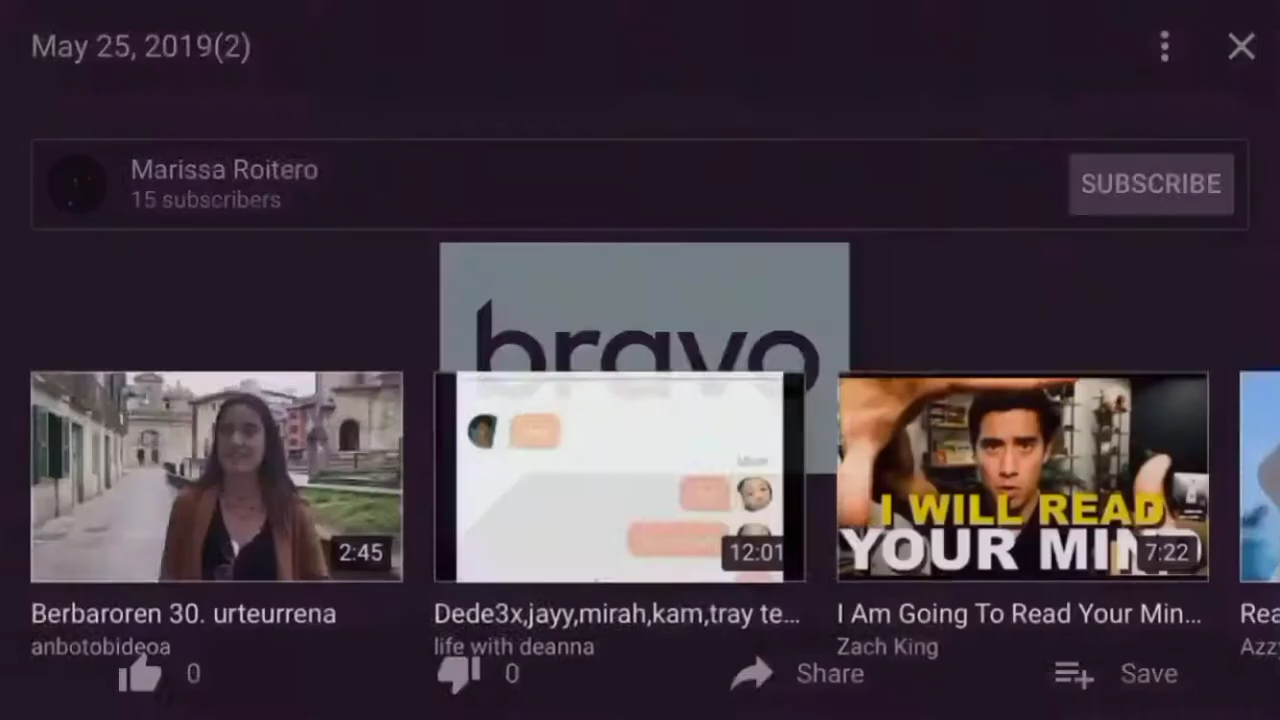 May 25, 2019(2)
Marissa Roitero
15 subscribers
SUBSCRIBE
bravo
2:45
12:01
I WILL READ
YOUR MIND
7:22
Berbaroren 30. urteurrena
anbotobideoa
Dede3x,jayy,mirah,kam,tray te...
life with deanna
I Am Going To Read Your Min...
Zach King
Rea
Azz
0
0
Share
Save